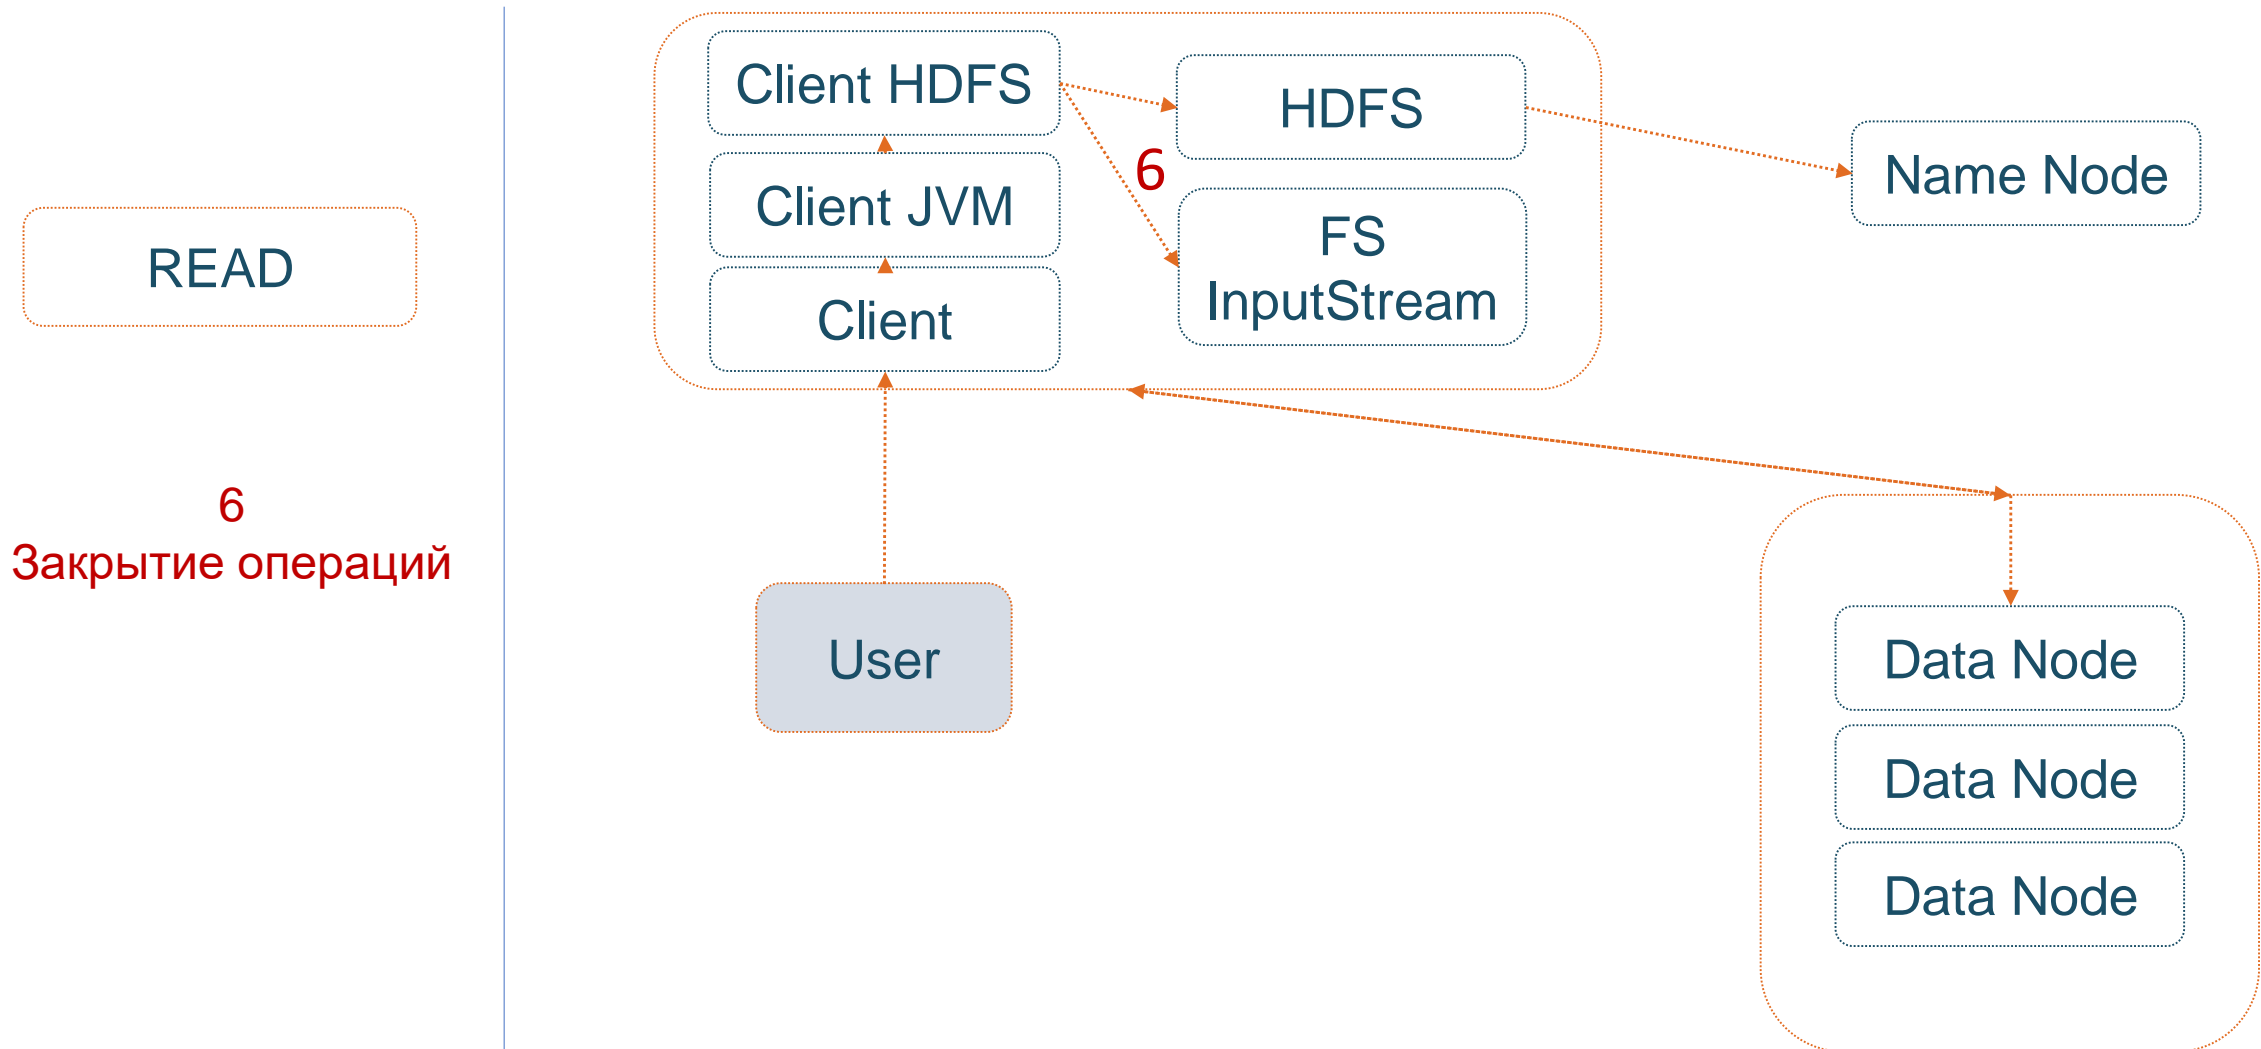 READ
6
Закрытие операций
Client HDFS
Client JVM
Client
HDFS
6
FS
InputStream
Name Node
User
Data Node
Data Node
Data Node